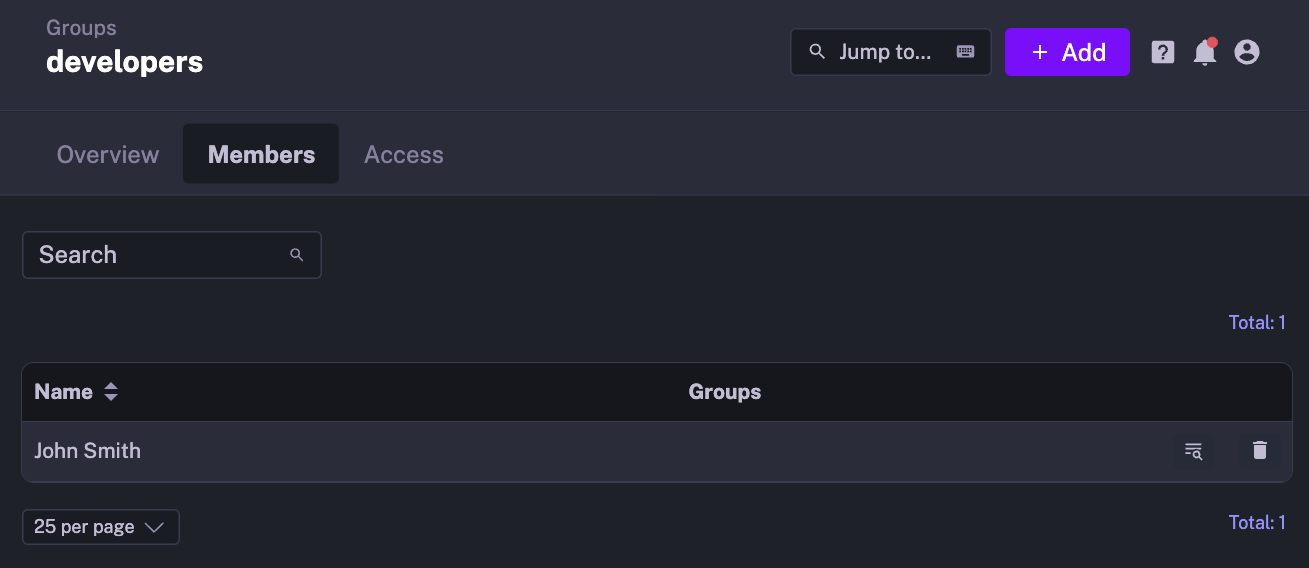 Groups
developers
Jump to...
+ Add
Overview
Members
Access
Search
Total: 1
Name
Groups
John Smith
25 per page
Total: 1